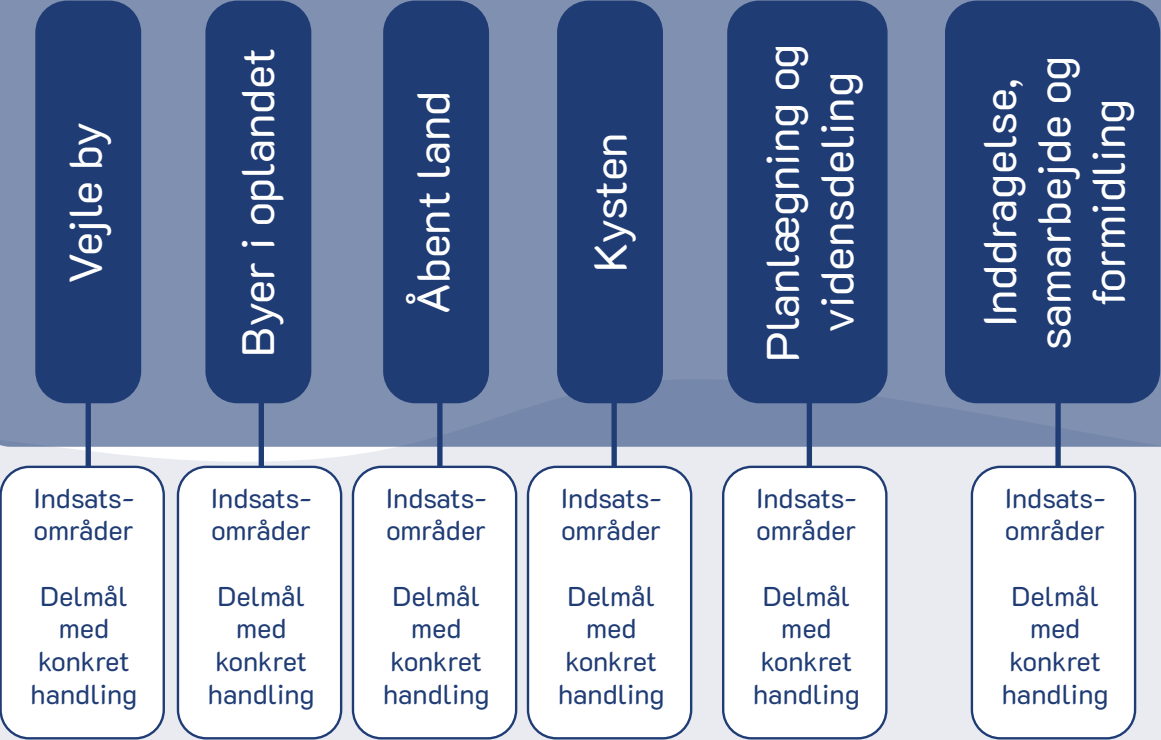 Vejle by
Byer i oplandet
Åbent land
Kysten
Planlægning og
vidensdeling
Inddragelse,
samarbejde og
formidling
Indsats-
områder
Delmål
med
konkret
handling
Indsats-
områder
Delmål
med
konkret
handling
Indsats-
områder
Delmål
med
konkret
handling
Indsats-
områder
Delmål
med
konkret
handling
Indsats-
områder
Delmål
med
konkret
handling
Indsats-
områder
Delmål
med
konkret
handling